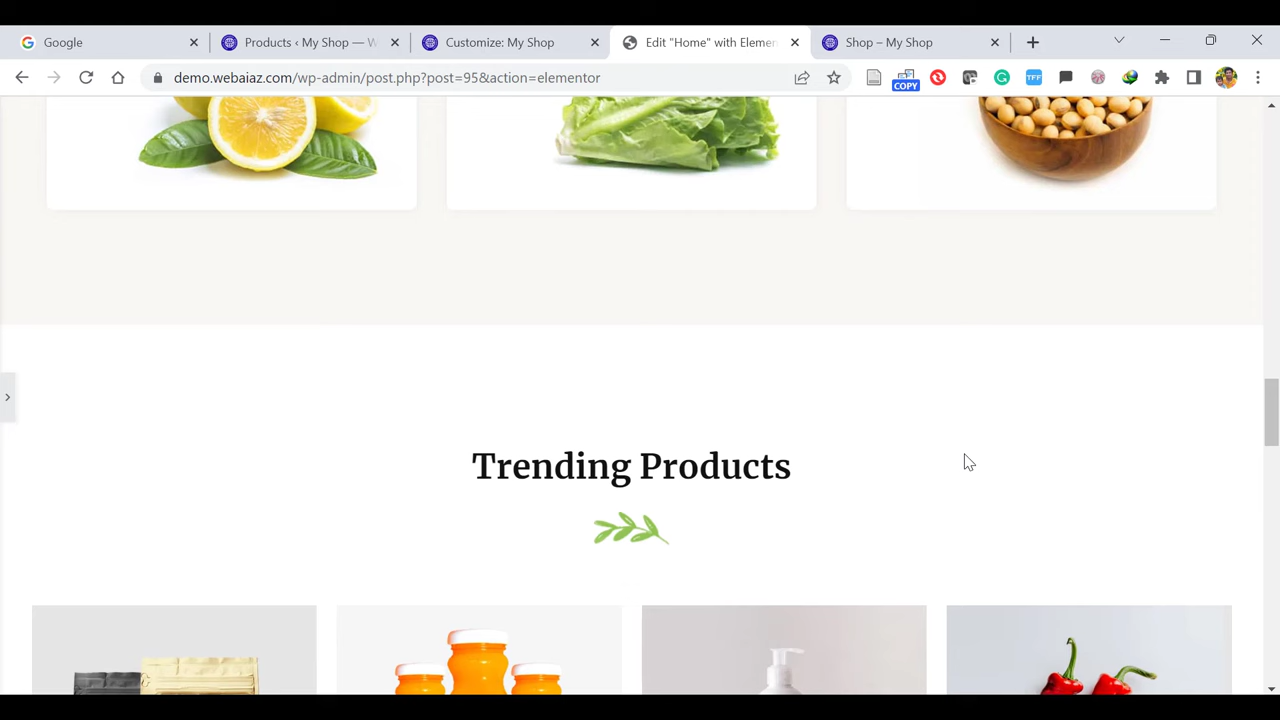 Google
Products ‹ My Shop — W
Customize: My Shop
Edit "Home" with Elemen
Shop – My Shop
demo.webaiaz.com/wp-admin/post.php?post=95&action=elementor
COPY
TFF
Trending Products